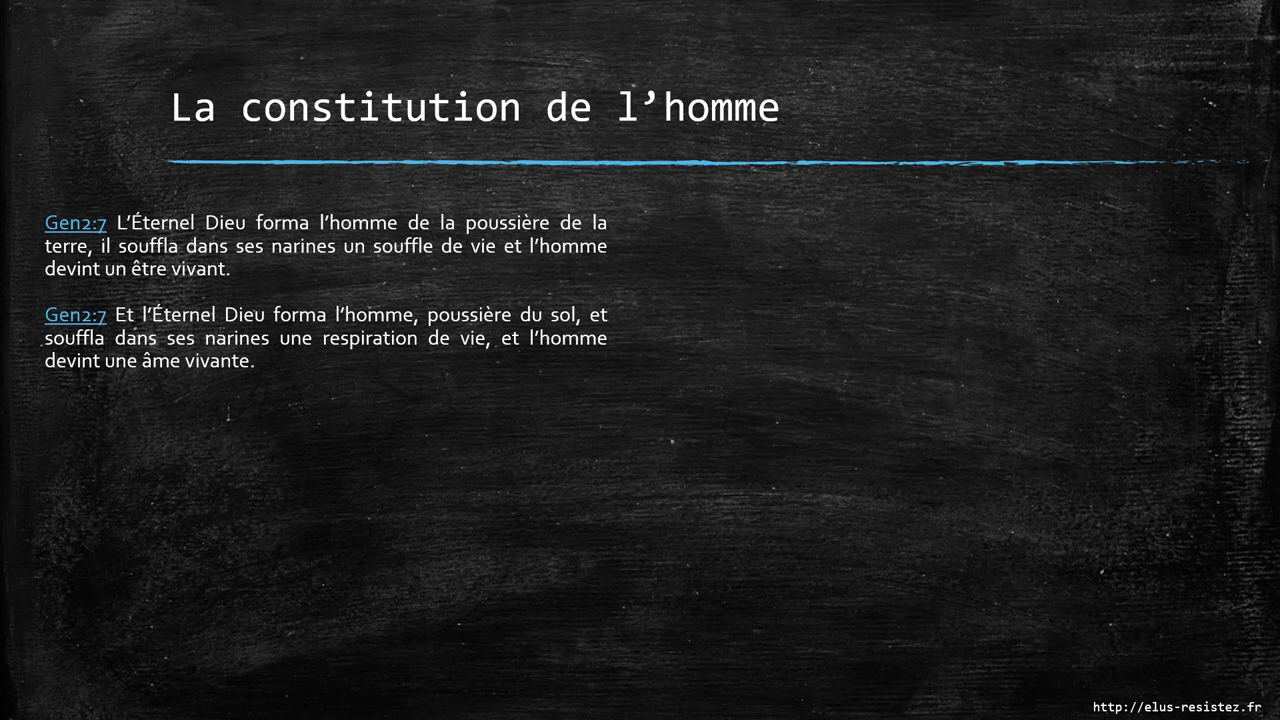 La constitution de l’homme
Gen2:7 L’Éternel Dieu forma l’homme de la poussière de la
terre, il souffla dans ses narines un souffle de vie et l’homme
devint un être vivant.
Gen2:7 Et l’Éternel Dieu forma l’homme, poussière du sol, et
souffla dans ses narines une respiration de vie, et l’homme
devint une âme vivante.
http://elus-resistez.fr